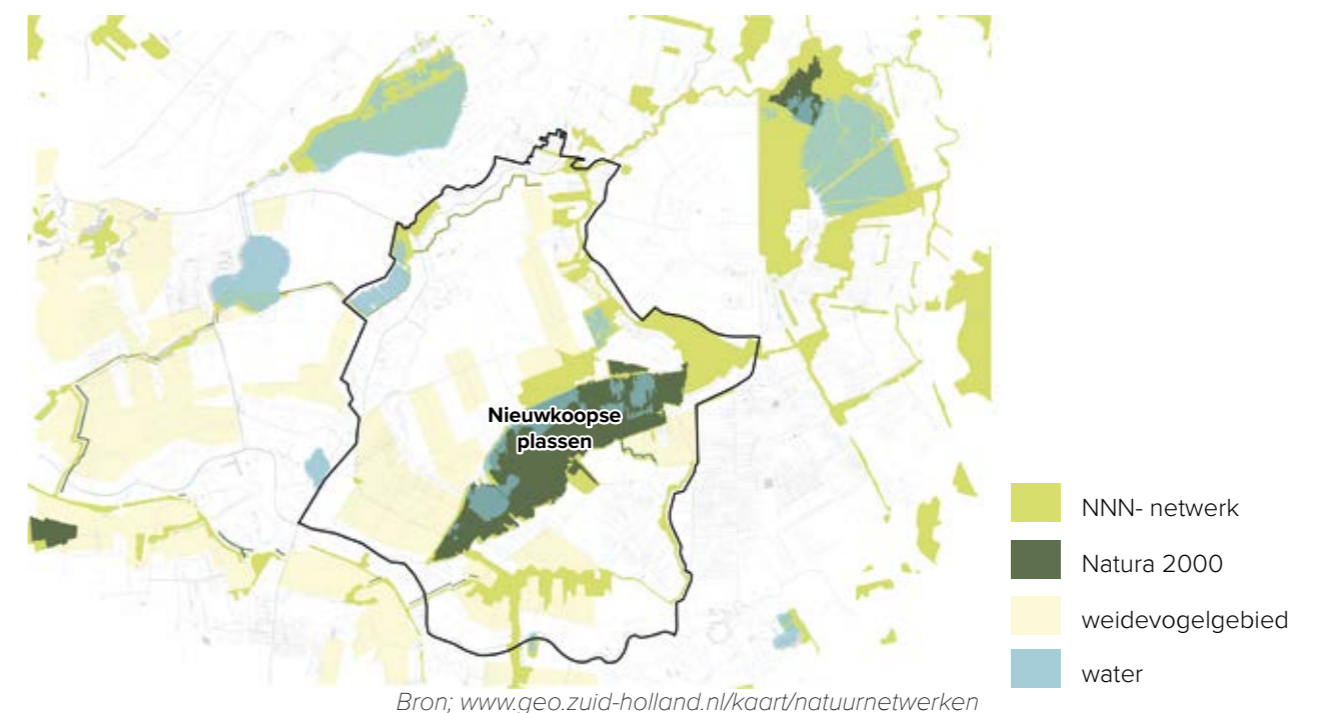 Nieuwkoopse
plassen
NNN- netwerk
Natura 2000
weidevogelgebied
water
Bron; www.geo.zuid-holland.nl/kaart/natuurnetwerken